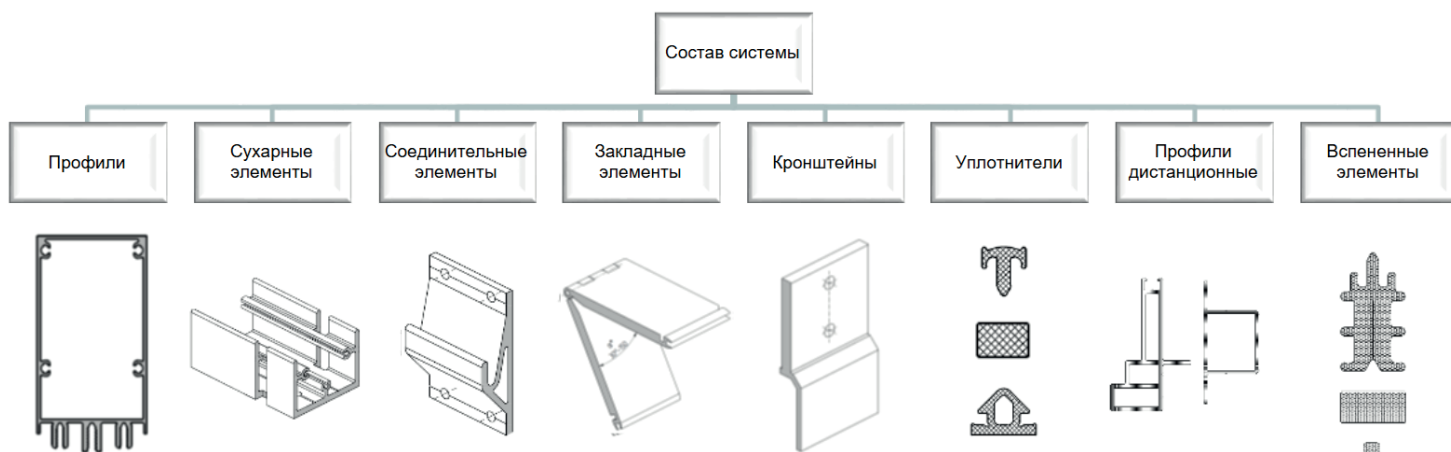 Состав системы
Профили
Сухарные
элементы
Соединительные
элементы
Закладные
элементы
Кронштейны
Уплотнители
Профили
дистанционные
Вспененные
элементы